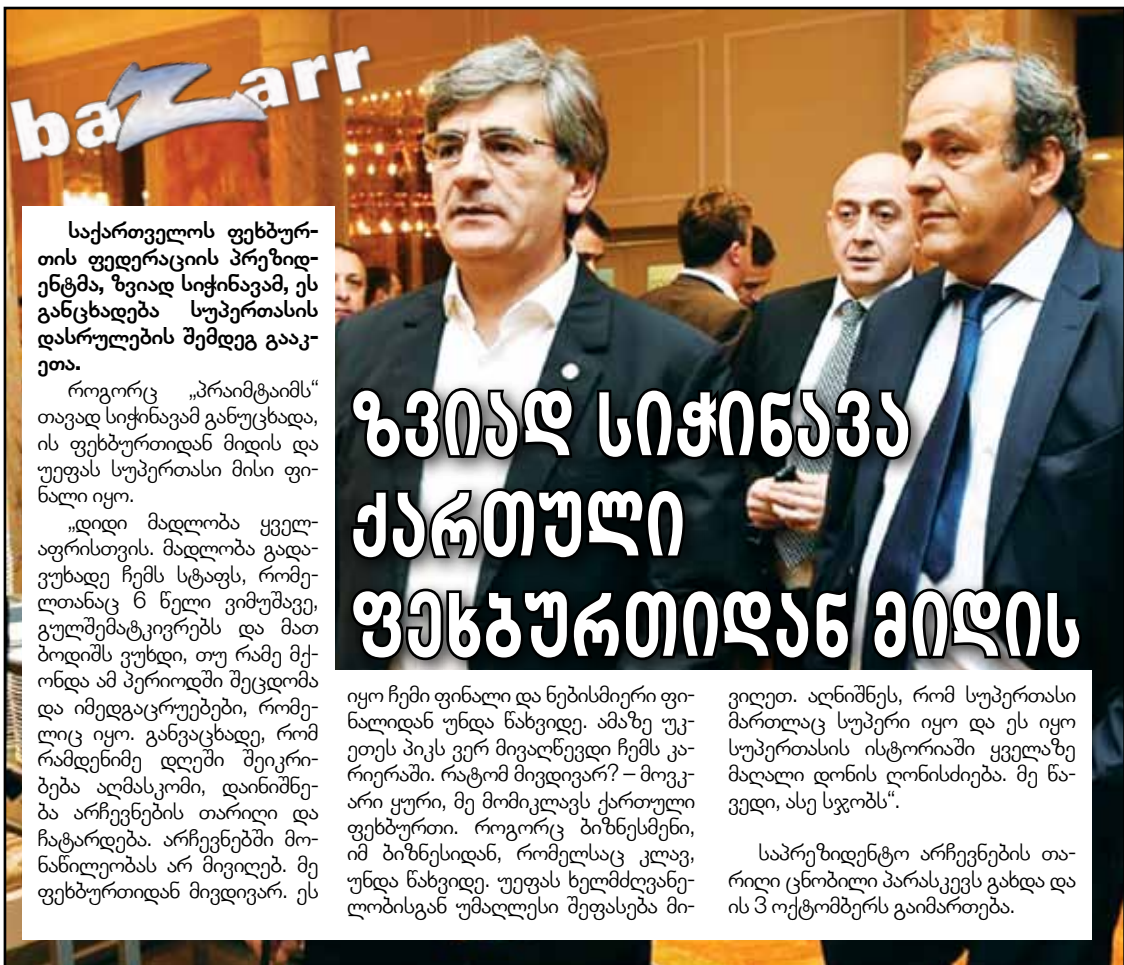 baZarr
საქართველოს ფეხბურ-
თის ფედერაციის პრეზიდ-
ენტმა, ზვიად სიჭინავამ, ეს
განცხადება სუპერთასის
დასრულების შემდეგ გააკ-
ეთა.
როგორც „პრაიმტაიმს“
თავად სიჭინავამ განუცხადა,
ის ფეხბურთიდან მიდის და
უეფას სუპერთასი მისი ფი-
ნალი იყო.
„დიდი მადლობა ყველ-
აფრისთვის. მადლობა გადა-
ვუხადე ჩემს სტაფს, რომე-
ლთანაც 6 წელი ვიმუშავე,
გულშემატკივრებს და მათ
ბოდიშს ვუხდი, თუ რამე მქ-
ონდა ამ პერიოდში შეცდომა
და იმედგაცრუებები, რომე-
ლიც იყო. განვაცხადე, რომ
რამდენიმე დღეში შეიკრი-
ბება აღმასკომი, დაინიშნე-
ბა არჩევნების თარიღი და
ჩატარდება. არჩევნებში მო-
ნაწილეობას არ მივიღებ. მე
ფეხბურთიდან მივდივარ. ეს
ზვიად სიჭინავა
ქართული
ფეხბურთიდან მიდის
იყო ჩემი ფინალი და ნებისმიერი ფი-
ნალიდან უნდა წახვიდე. ამაზე უკ-
ეთეს პიკს ვერ მივაღწევდი ჩემს კა-
რიერაში. რატომ მივდივარ? – მოვკ-
არი ყური, მე მომიკლავს ქართული
ფეხბურთი. როგორც ბიზნესმენი,
იმ ბიზნესიდან, რომელსაც კლავ,
უნდა წახვიდე. უეფას ხელმძღვანე-
ლობისგან უმაღლესი შეფასება მი-
ვიღეთ. აღნიშნეს, რომ სუპერთასი
მართლაც სუპერი იყო და ეს იყო
სუპერთასის ისტორიაში ყველაზე
მაღალი დონის ღონისძიება. მე წა-
ვედი, ასე სჯობს“.
საპრეზიდენტო არჩევნების თა-
რიღი ცნობილი პარასკევს გახდა და
ის 3 ოქტომბერს გაიმართება.